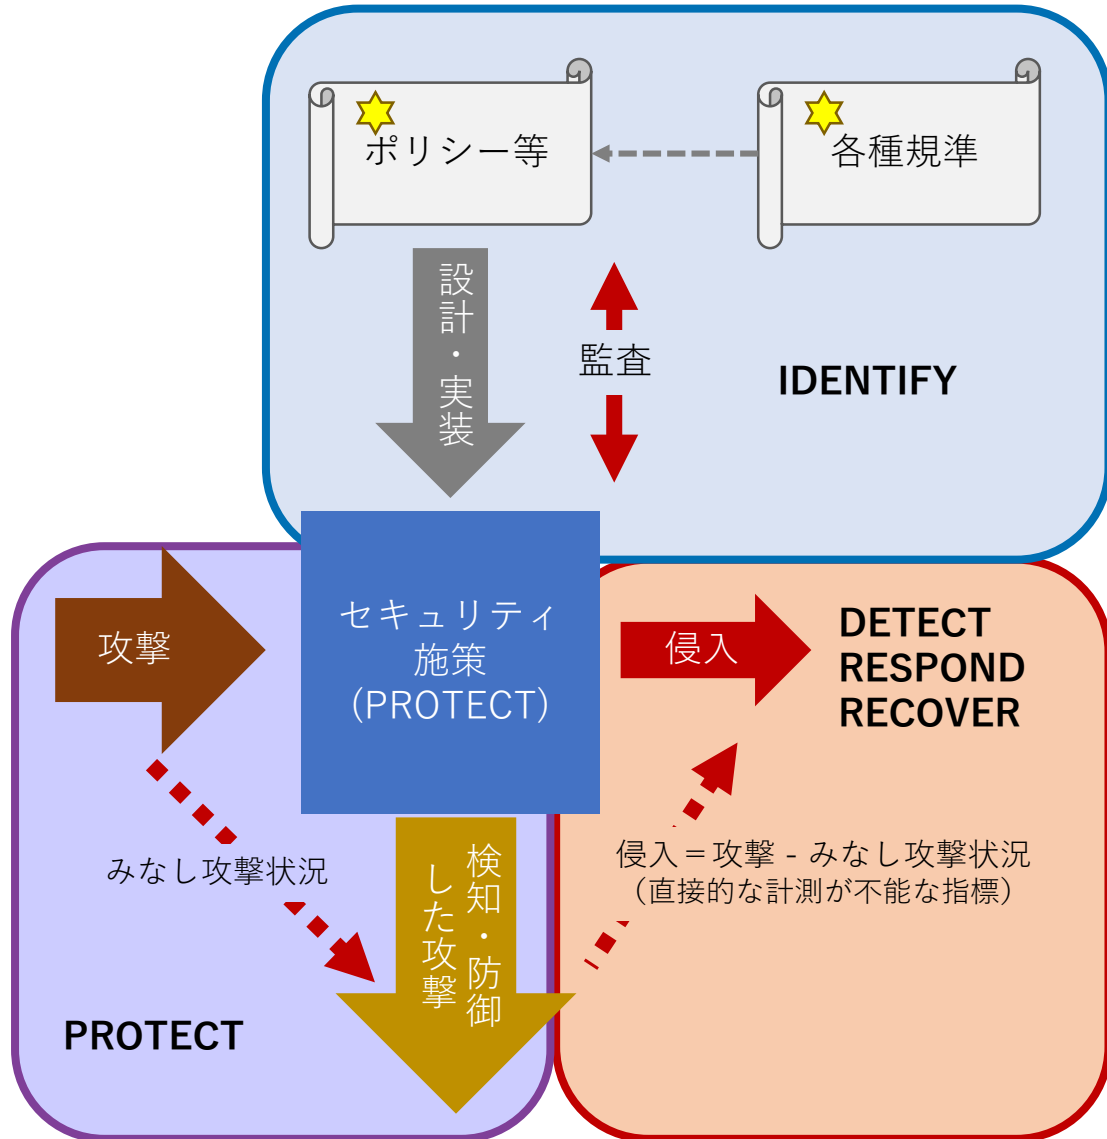 ポリシー等
各種規準
設計・実装
監査
IDENTIFY
攻撃
セキュリティ
施策
(PROTECT)
侵入
DETECT
RESPOND
RECOVER
みなし攻撃状況
検知・防御
した攻撃
侵入＝攻撃 - みなし攻撃状況
（直接的な計測が不能な指標）
PROTECT